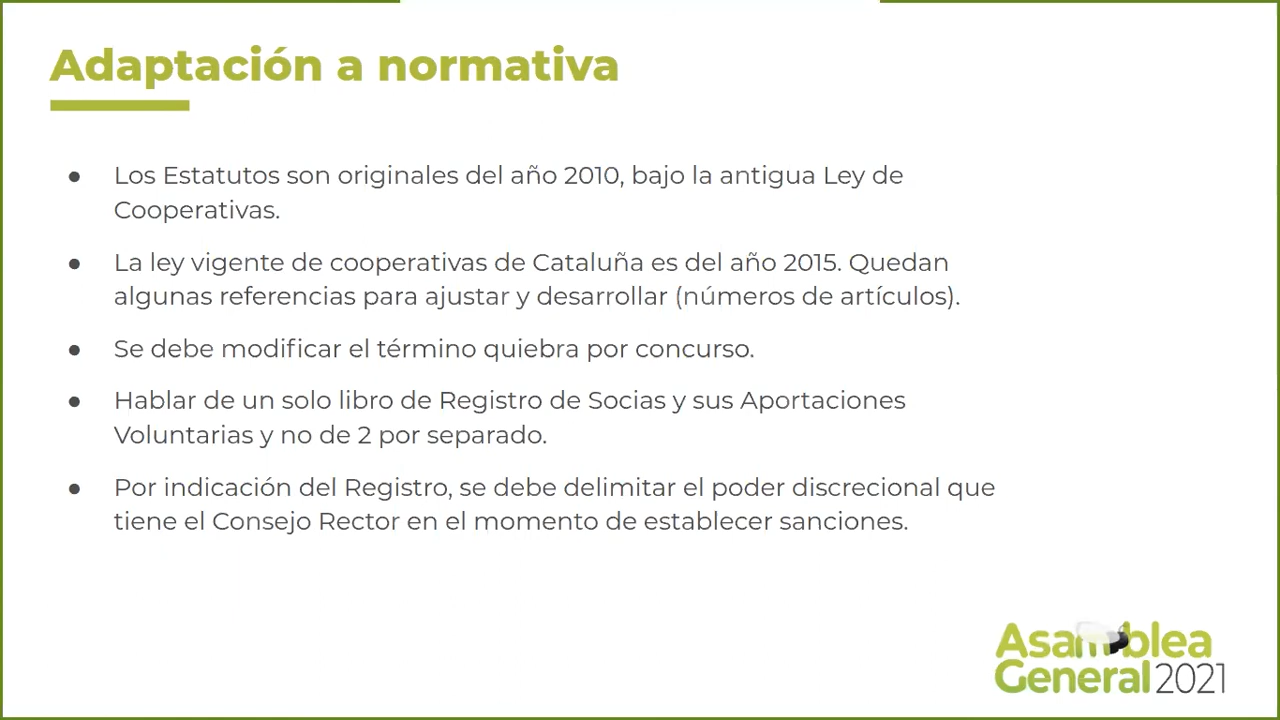 Adaptación a normativa
● Los Estatutos son originales del año 2010, bajo la antigua Ley de
Cooperativas.
● La ley vigente de cooperativas de Cataluña es del año 2015. Quedan
algunas referencias para ajustar y desarrollar (números de artículos).
● Se debe modificar el término quiebra por concurso.
● Hablar de un solo libro de Registro de Socias y sus Aportaciones
Voluntarias y no de 2 por separado.
● Por indicación del Registro, se debe delimitar el poder discrecional que
tiene el Consejo Rector en el momento de establecer sanciones.
Asamblea
General 2021